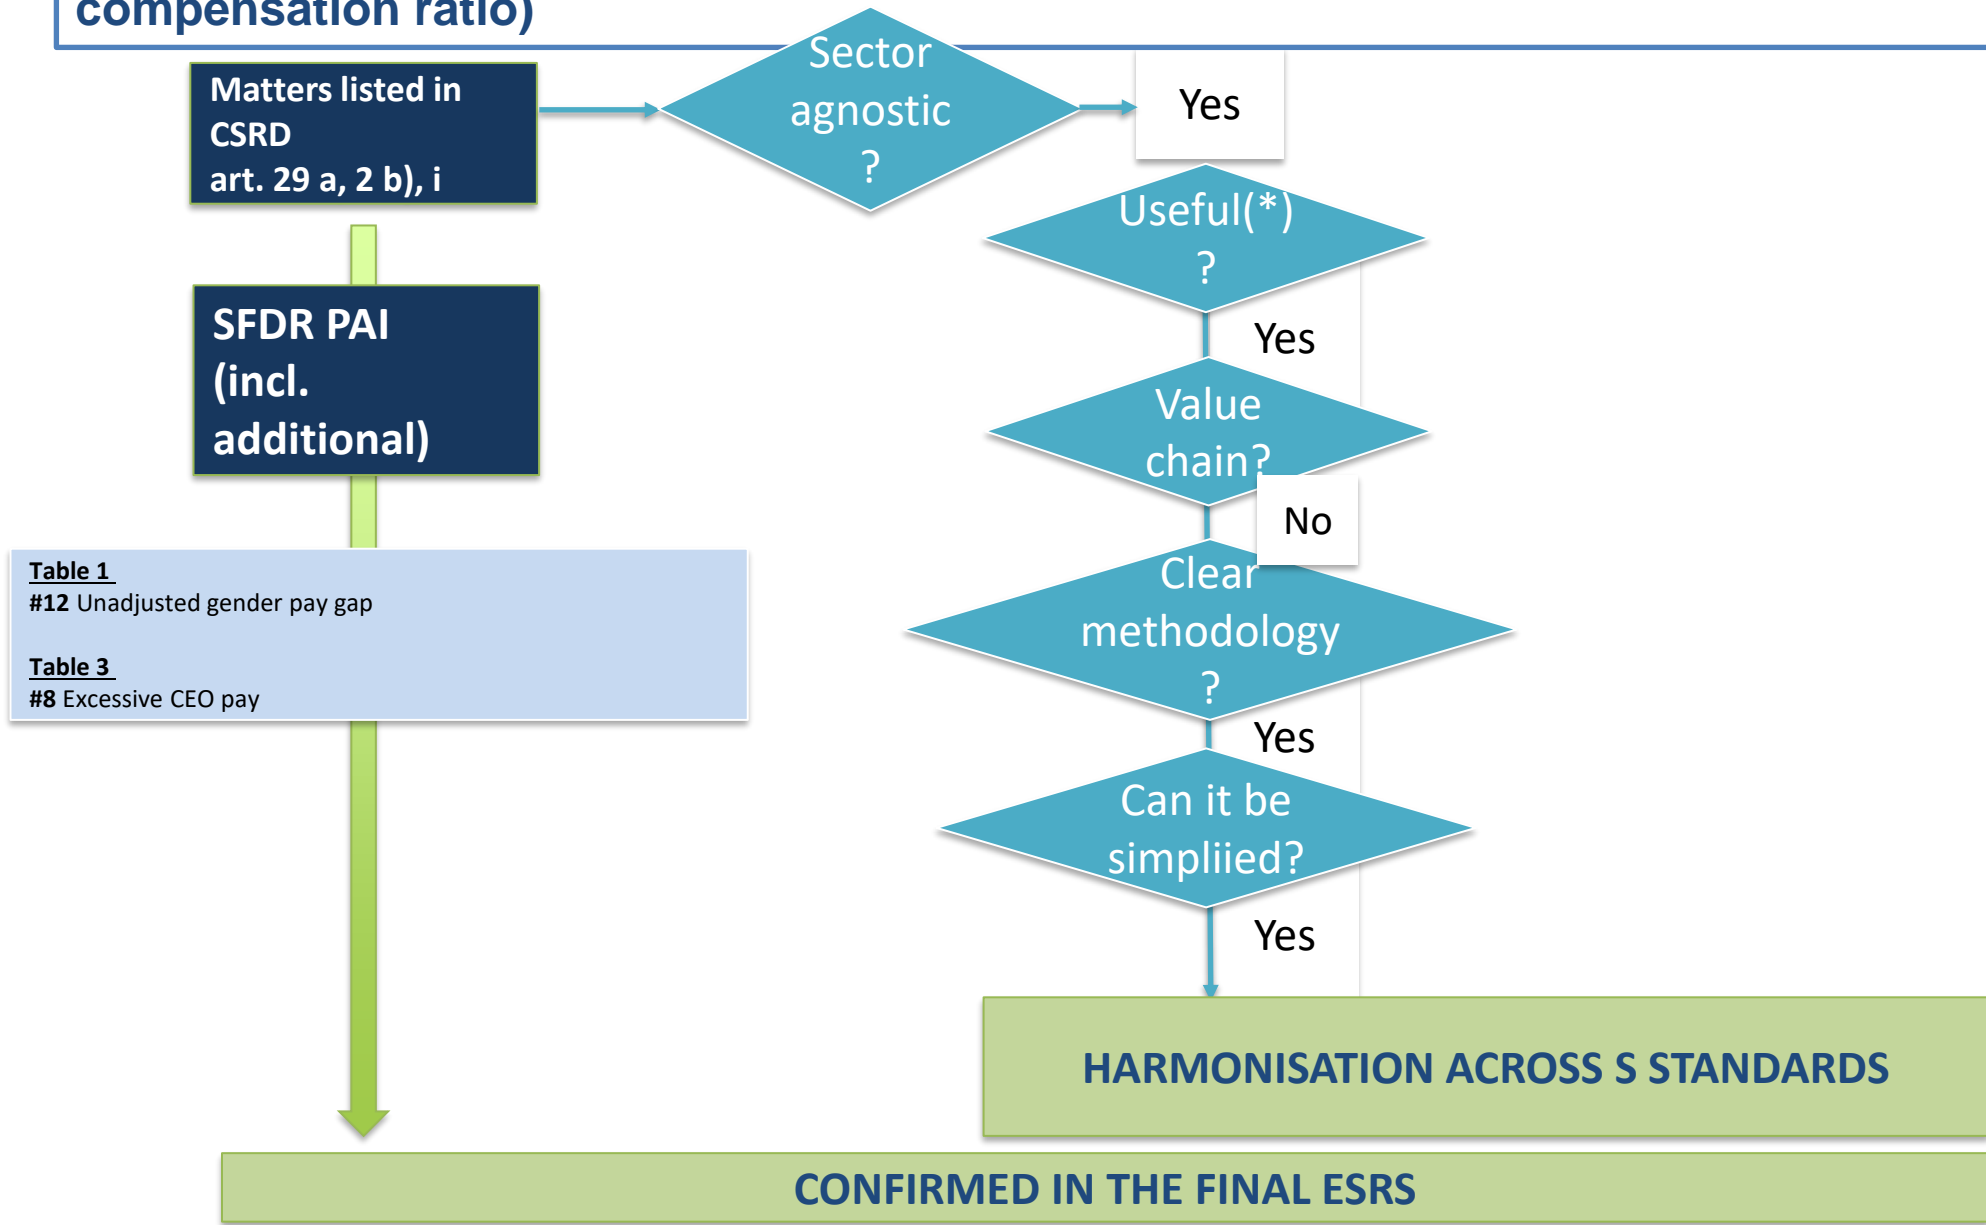 compensation ratio)
Matters listed in
CSRD
art. 29 a, 2 b), i
Sector
agnostic
?
Yes
Useful(*)
?
Yes
SFDR PAI
(incl.
additional)
Value
chain?
No
Table 1
#12 Unadjusted gender pay gap
Table 3
#8 Excessive CEO pay
Clear
methodology
?
Yes
Can it be
simpliied?
Yes
HARMONISATION ACROSS S STANDARDS
CONFIRMED IN THE FINAL ESRS